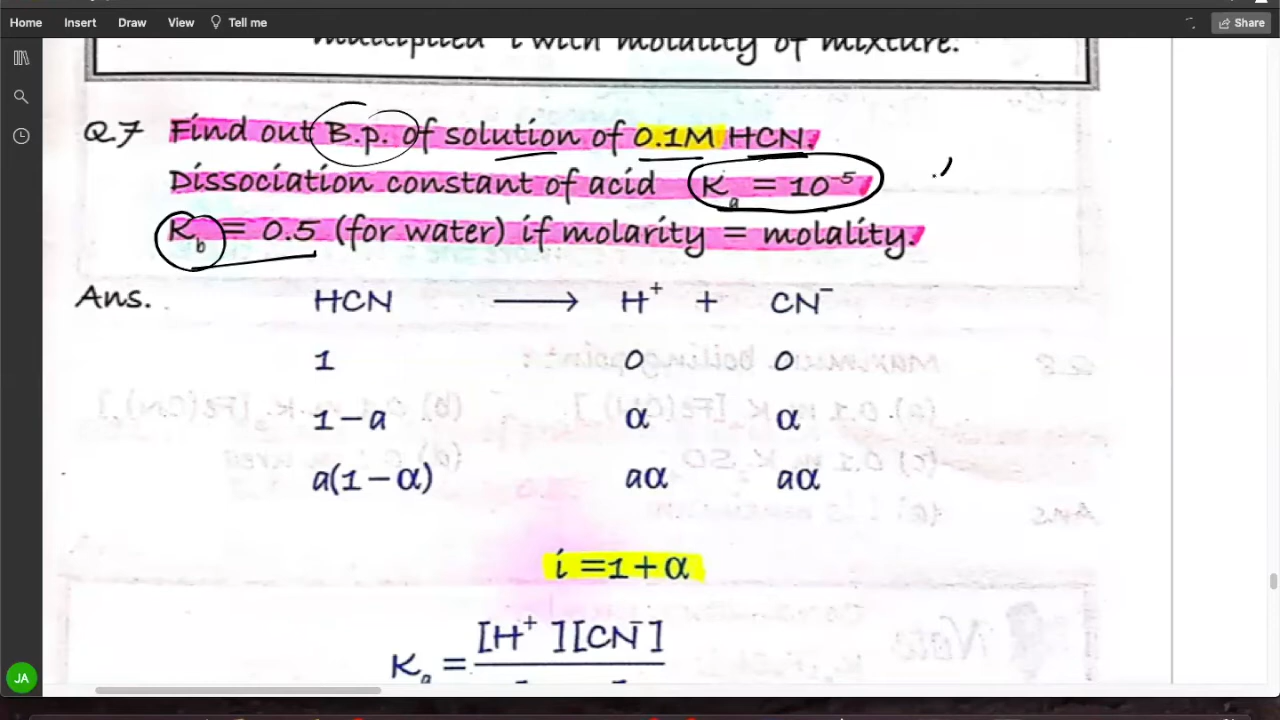 Home Insert Draw View Tell me Share
multiplied i with molality of mixture.
Q.7 Find out B.p. of solution of 0.1M HCN.
Dissociation constant of acid Kₐ = 10⁻⁵
K_b = 0.5 (for water) if molarity = molality.
Ans. HCN ⟶ H⁺ + CN⁻
1 0 0
1−a α α
a(1−α) aα aα
i =1+α
Kₐ = [H⁺][CN⁻]
JA